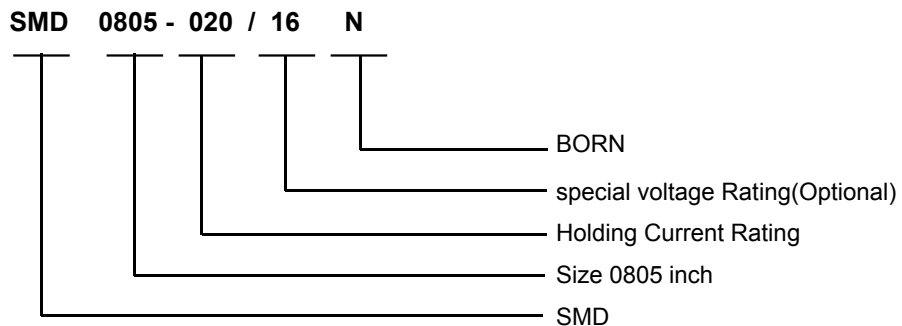 SMD 0805 - 020 / 16 N
BORN
special voltage Rating(Optional)
Holding Current Rating
Size 0805 inch
SMD